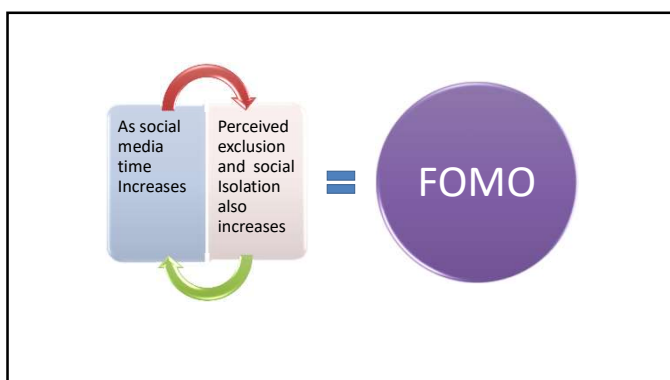 As social
media
time
Increases
Perceived
exclusion
and social
Isolation
also
increases
FOMO